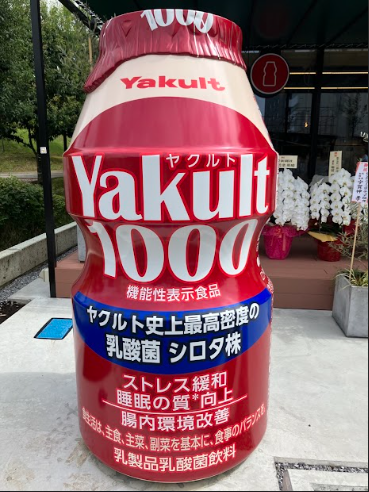 1000
Yakult
ヤクルト
Yakult
1000
機能性表示食品
ヤクルト史上最高密度の
乳酸菌 シロタ株
ストレス緩和
睡眠の質*向上
腸内環境改善
食生活は、主食、主菜、副菜を基本に、食事のバランスを。
乳製品乳酸菌飲料